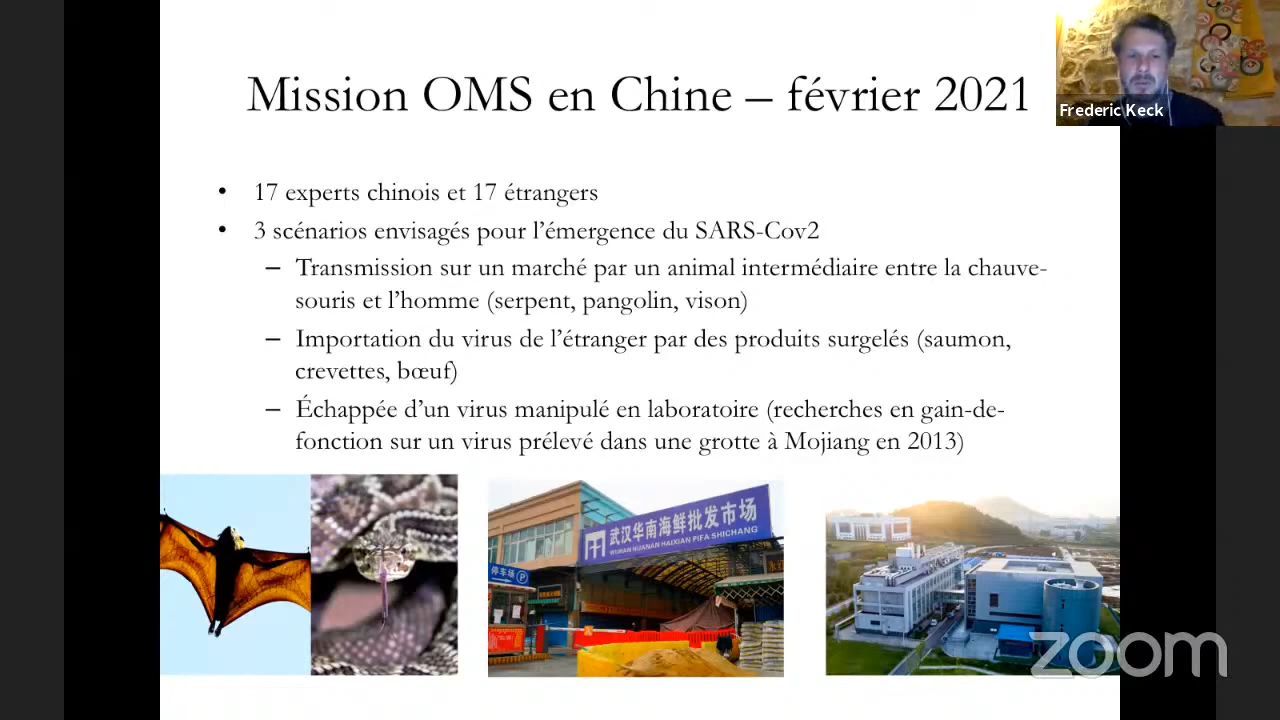 Mission OMS en Chine – février 2021
Frederic Keck
• 17 experts chinois et 17 étrangers
• 3 scénarios envisagés pour l'émergence du SARS-Cov2
– Transmission sur un marché par un animal intermédiaire entre la chauve-
souris et l'homme (serpent, pangolin, vison)
– Importation du virus de l'étranger par des produits surgelés (saumon,
crevettes, bœuf)
– Échappée d'un virus manipulé en laboratoire (recherches en gain-de-
fonction sur un virus prélevé dans une grotte à Mojiang en 2013)
武汉华南海鲜批发市场
WUHAN HUANAN HAIXIAN PIFA SHICHANG
停车场 P
zoom